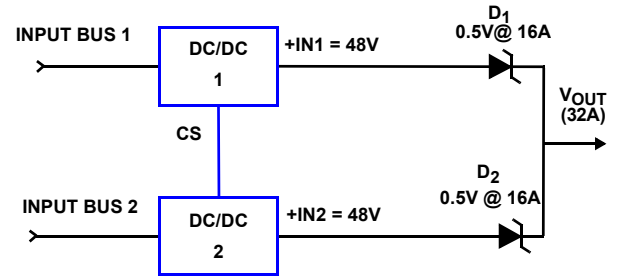 INPUT BUS 1
DC/DC
1
+IN1 = 48V
D1
0.5V@ 16A
VOUT
(32A)
CS
INPUT BUS 2
DC/DC
2
+IN2 = 48V
D2
0.5V @ 16A